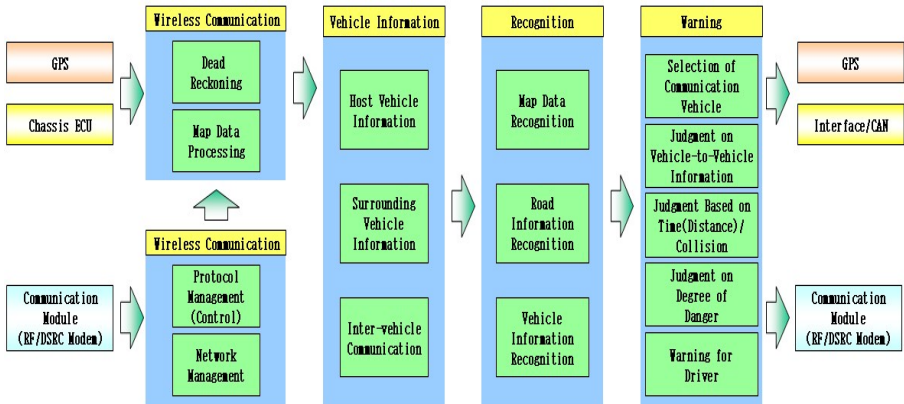 GPS
Chassis ECU
Communication
Module
(RF/DSRC Modem)
Wireless Communication
Dead
Reckoning
Map Data
Processing
Wireless Communication
Protocol
Management
(Control)
Network
Management
Vehicle Information
Host Vehicle
Information
Surrounding
Vehicle
Information
Inter-vehicle
Communication
Recognition
Map Data
Recognition
Road
Information
Recognition
Vehicle
Information
Recognition
Warning
Selection of
Communication
Vehicle
Judgment on
Vehicle-to-Vehicle
Information
Judgment Based on
Time(Distance)/
Collision
Judgment on
Degree of
Danger
Warning for
Driver
GPS
Interface/CAN
Communication
Module
(RF/DSRC Modem)